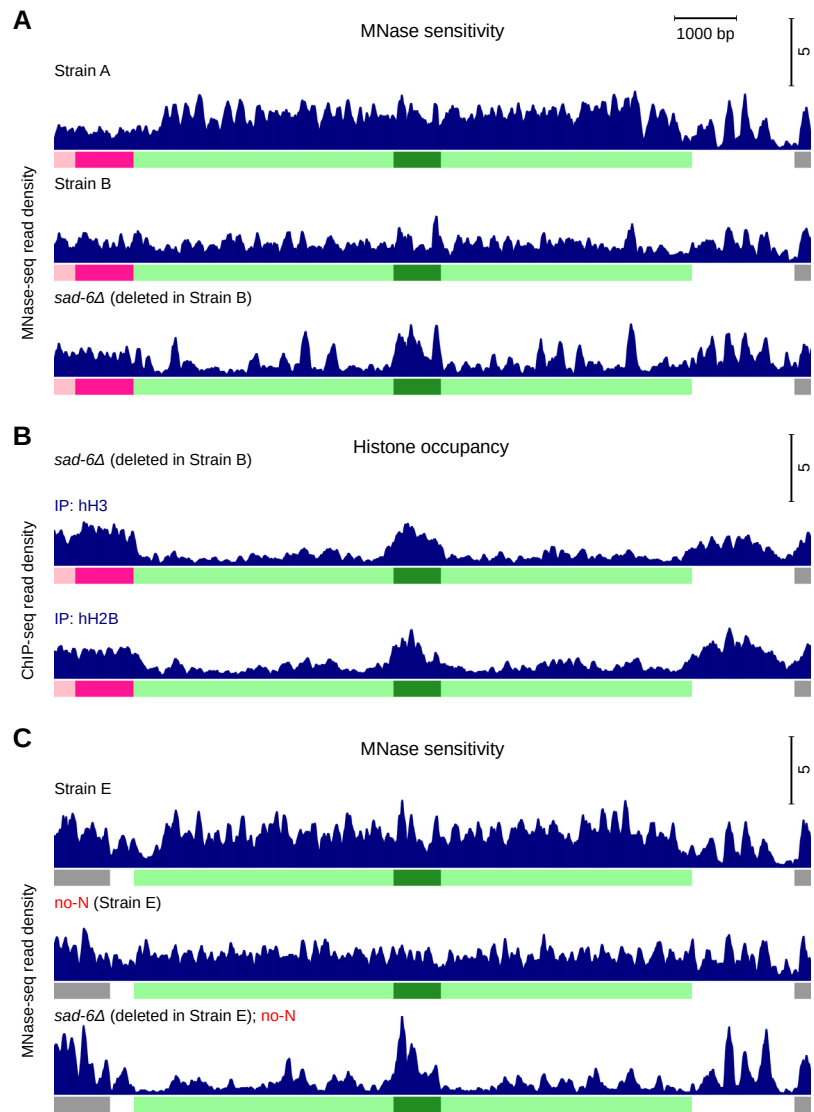 A
MNase sensitivity
1000 bp
5
Strain A
Strain B
sad-6Δ (deleted in Strain B)
MNase-seq read density
B
Histone occupancy
5
sad-6Δ (deleted in Strain B)
IP: hH3
IP: hH2B
ChIP-seq read density
C
MNase sensitivity
5
Strain E
no-N (Strain E)
sad-6Δ (deleted in Strain E); no-N
MNase-seq read density